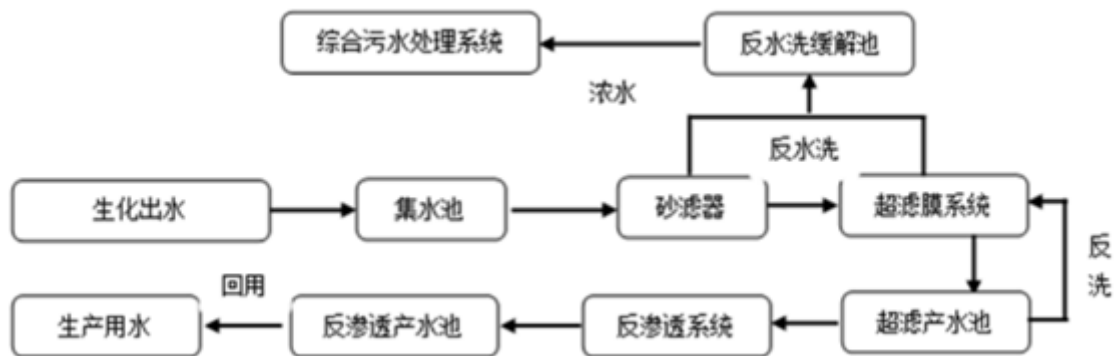 综合污水处理系统
反水洗缓解池
浓水
反水洗
生化出水
集水池
砂滤器
超滤膜系统
反
洗
回用
生产用水
反渗透产水池
反渗透系统
超滤产水池